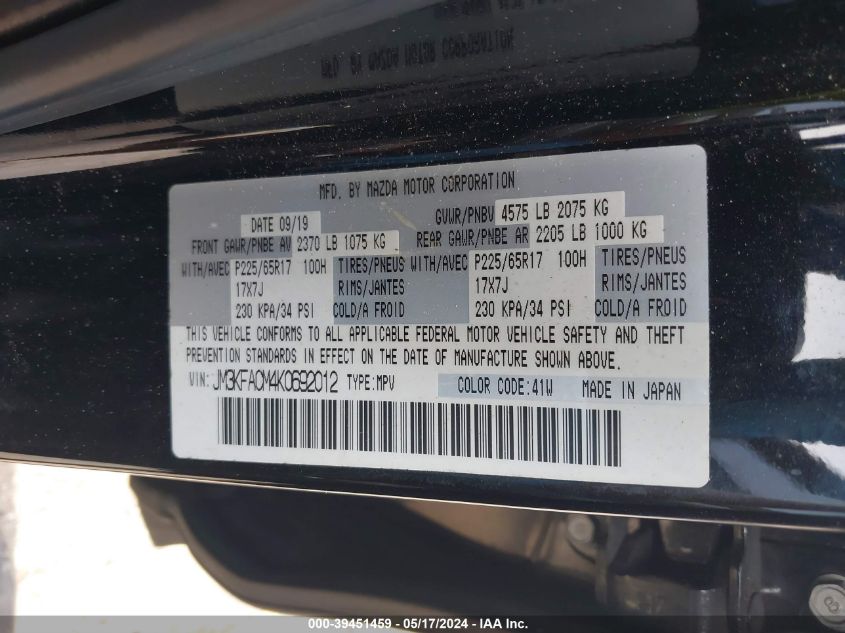 MFD. BY MAZDA MOTOR CORPORATION
MFD. BY MAZDA MOTOR CORPORATION
DATE 09/19 GVWR/PNBV 4575 LB 2075 KG
FRONT GAWR/PNBE AV 2370 LB 1075 KG REAR GAWR/PNBE AR 2205 LB 1000 KG
WITH/AVEC P225/65R17 100H TIRES/PNEUS WITH/AVEC P225/65R17 100H TIRES/PNEUS
17X7J RIMS/JANTES 17X7J RIMS/JANTES
230 KPA/34 PSI COLD/A FROID 230 KPA/34 PSI COLD/A FROID
THIS VEHICLE CONFORMS TO ALL APPLICABLE FEDERAL MOTOR VEHICLE SAFETY AND THEFT
PREVENTION STANDARDS IN EFFECT ON THE DATE OF MANUFACTURE SHOWN ABOVE.
VIN: JM3KFACM4K0692012 TYPE:MPV COLOR CODE:41W MADE IN JAPAN
000-39451459 - 05/17/2024 - IAA Inc.